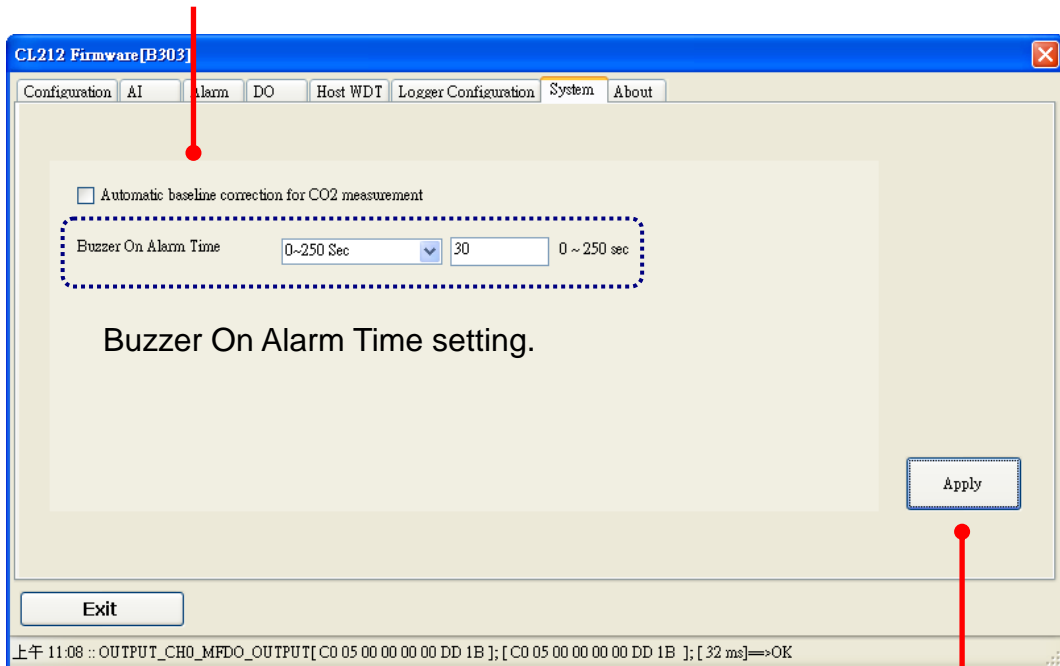 CL212 Firmware[B303]
Configuration AI Alarm DO Host WDT Logger Configuration System About
Automatic baseline correction for CO2 measurement
Buzzer On Alarm Time 0~250 Sec 30 0 ~ 250 sec
Buzzer On Alarm Time setting.
Apply
Exit
上午 11:08 :: OUTPUT_CH0_MFDO_OUTPUT[ C0 05 00 00 00 00 DD 1B ]; [ C0 05 00 00 00 00 DD 1B ]; [ 32 ms]==>OK